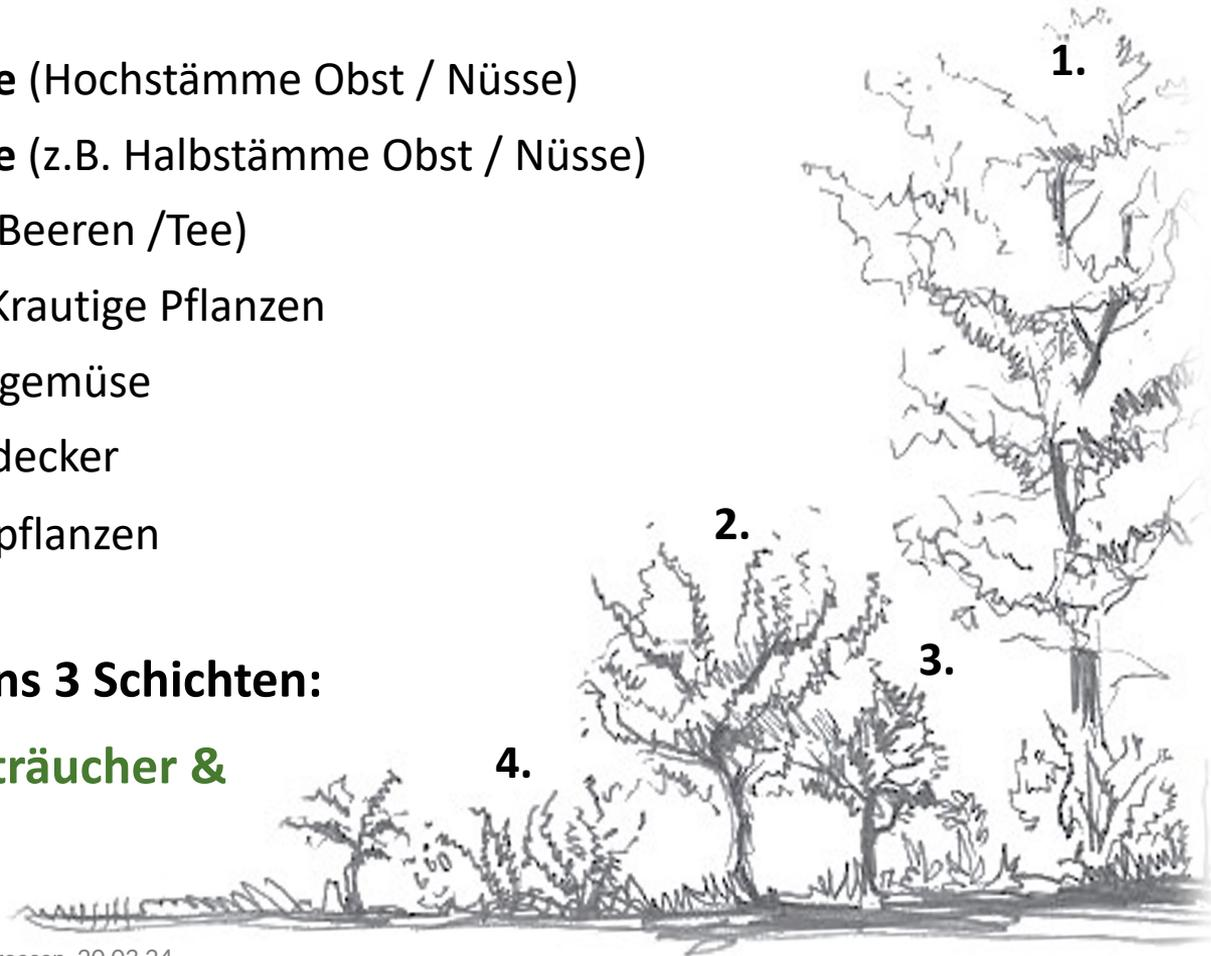 e (Hochstämme Obst / Nüsse)
e (z.B. Halbstämme Obst / Nüsse)
Beeren /Tee)
Krautige Pflanzen
gemüse
decker
pflanzen
ns 3 Schichten:
träucher &
1.
2.
3.
4.